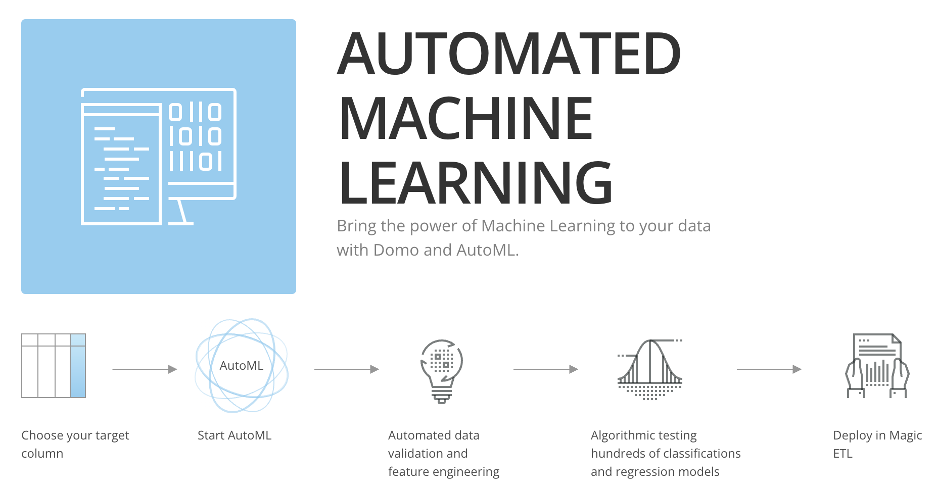 AUTOMATED
MACHINE
LEARNING
Bring the power of Machine Learning to your data
with Domo and AutoML.
0110
1010
1101
AutoML
Choose your target
column
Start AutoML
Automated data
validation and
feature engineering
Algorithmic testing
hundreds of classifications
and regression models
Deploy in Magic
ETL